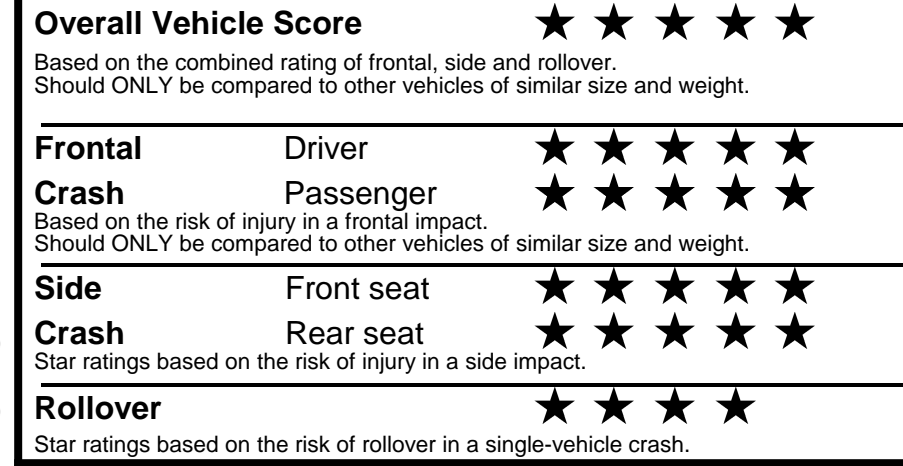 Overall Vehicle Score ★ ★ ★ ★ ★
Based on the combined rating of frontal, side and rollover.
Should ONLY be compared to other vehicles of similar size and weight.
Frontal Driver ★ ★ ★ ★ ★
Crash Passenger ★ ★ ★ ★ ★
Based on the risk of injury in a frontal impact.
Should ONLY be compared to other vehicles of similar size and weight.
Side Front seat ★ ★ ★ ★ ★
Crash Rear seat ★ ★ ★ ★ ★
Star ratings based on the risk of injury in a side impact.
Rollover ★ ★ ★ ★
Star ratings based on the risk of rollover in a single-vehicle crash.